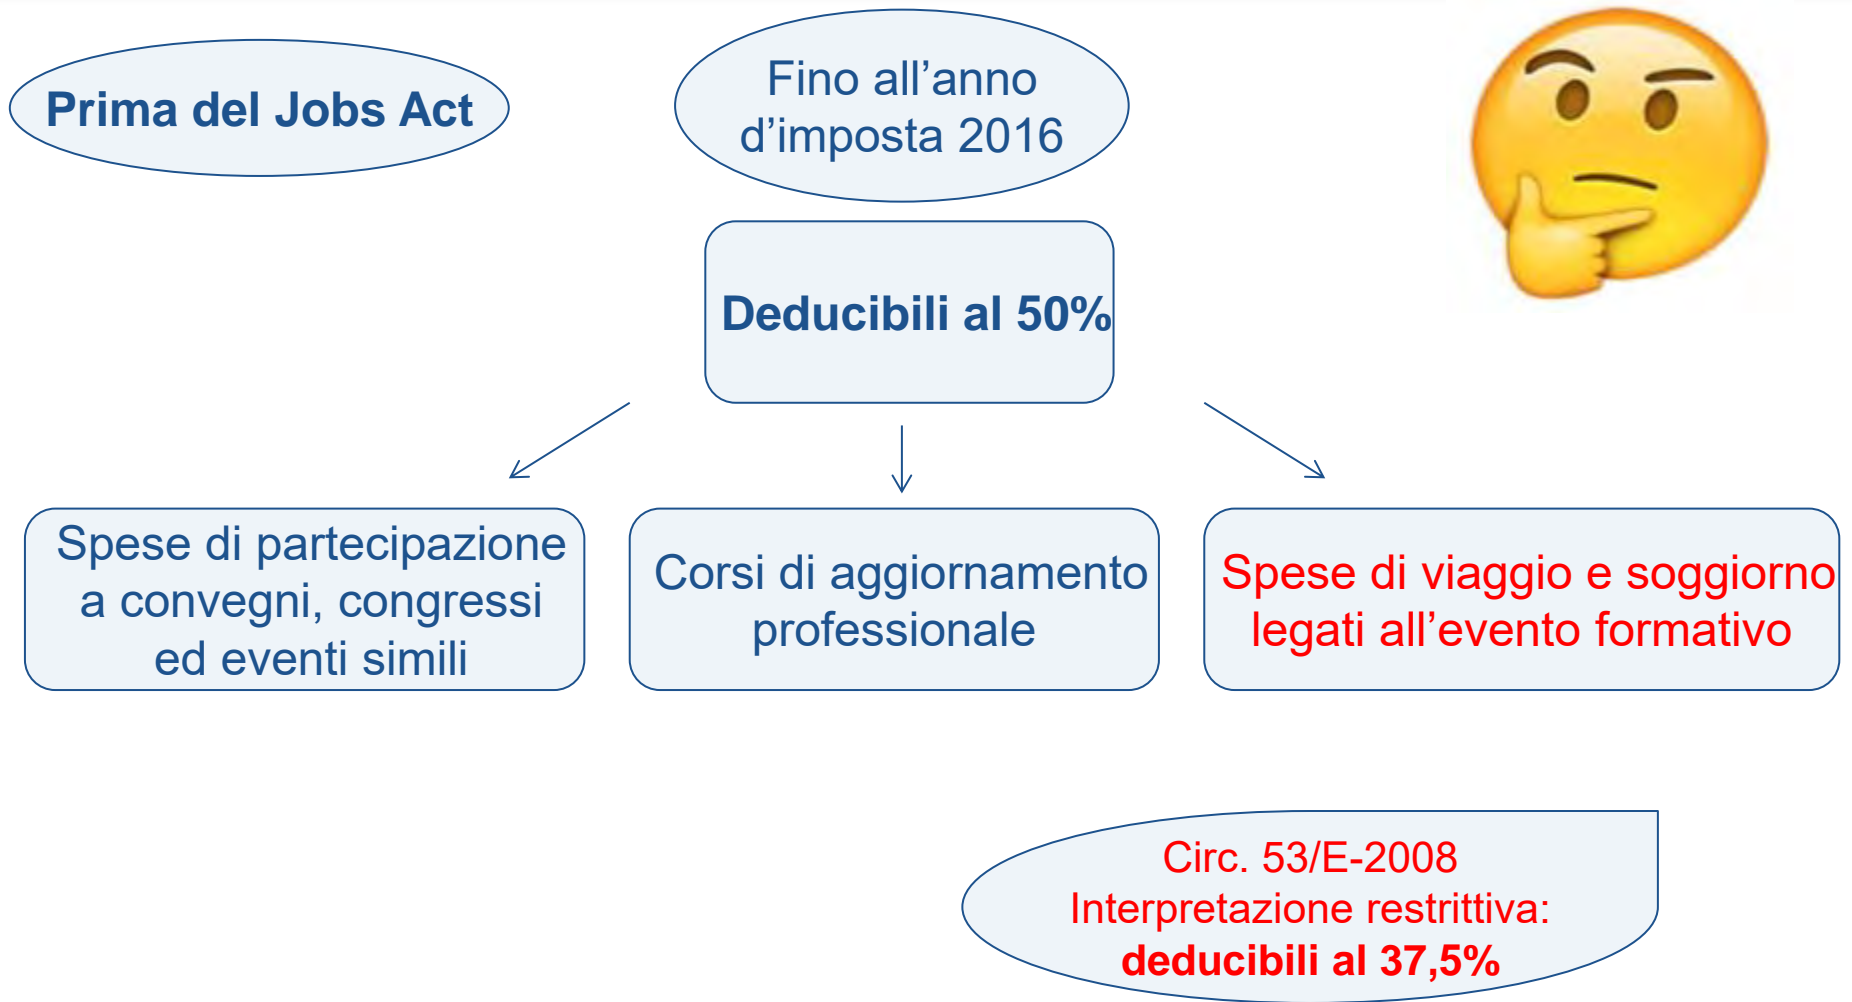 Prima del Jobs Act
Fino all’anno
d’imposta 2016
Deducibili al 50%
Spese di partecipazione
a convegni, congressi
ed eventi simili
Corsi di aggiornamento
professionale
Spese di viaggio e soggiorno
legati all’evento formativo
Circ. 53/E-2008
Interpretazione restrittiva:
deducibili al 37,5%